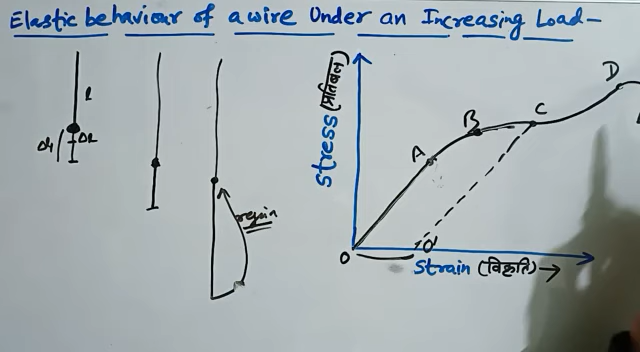 Elastic behaviour of a wire Under an Increasing Load-
l
Δl
Δl
regain
Stress (प्रतिबल)
A
B
C
D
O
O'
Strain (विकृति) →